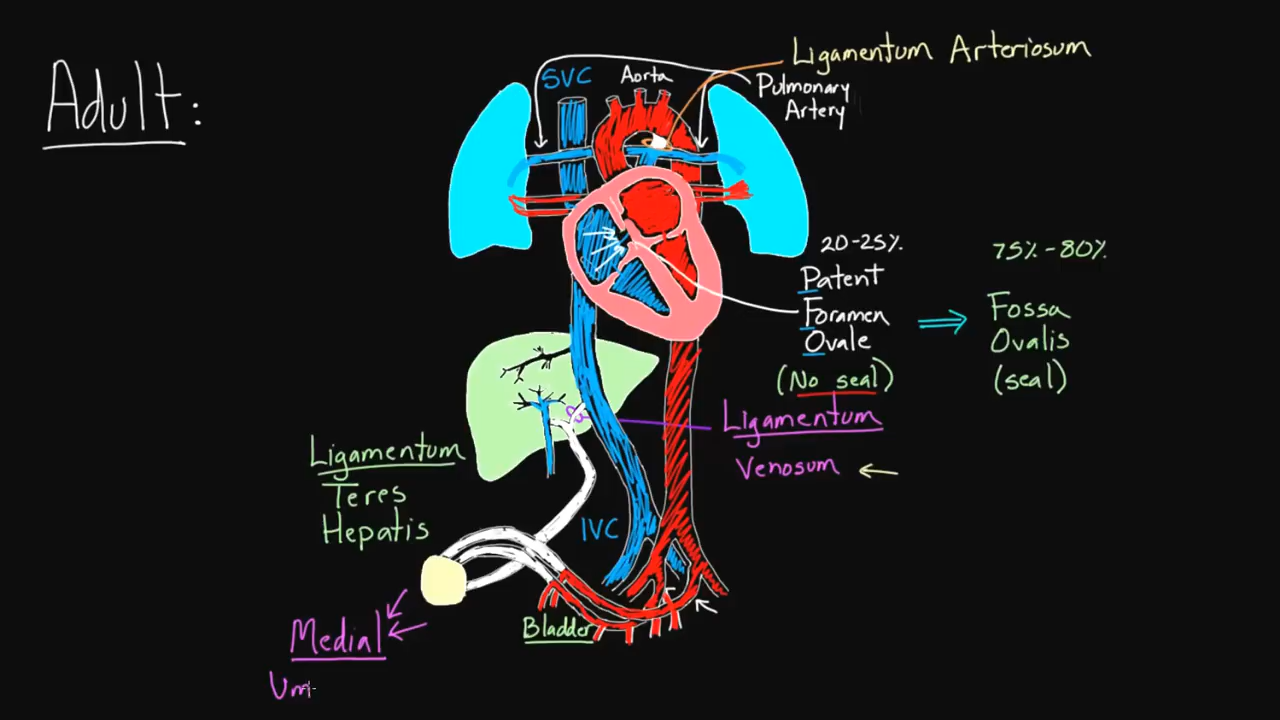 Adult:
SVC
Aorta
Ligamentum Arteriosum
Pulmonary
Artery
20-25%
Patent
Foramen
Ovale
(No seal)
75%-80%
Fossa
Ovalis
(seal)
Ligamentum
Venosum
Ligamentum
Teres
Hepatis
IVC
Bladder
Medial